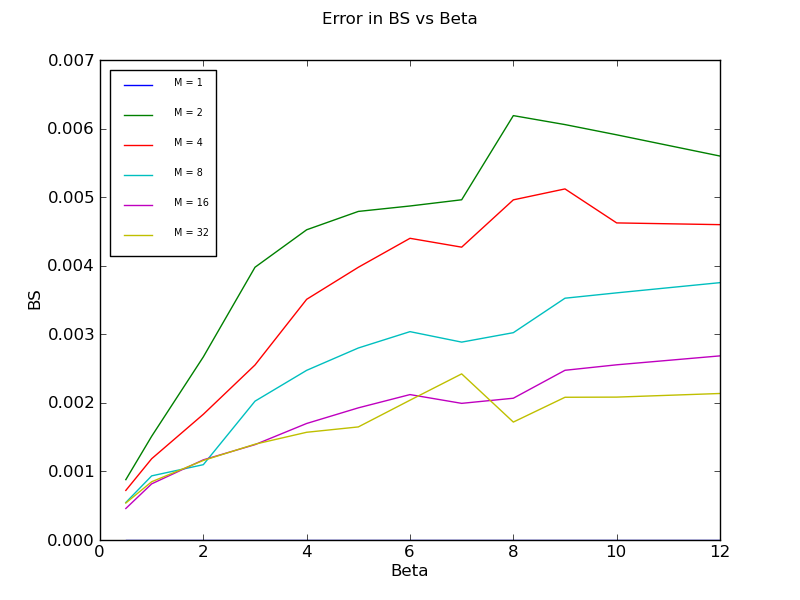 Error in BS vs Beta
0.007
0.006
0.005
0.004
0.003
0.002
0.001
0.000
BS
M = 1
M = 2
M = 4
M = 8
M = 16
M = 32
0 2 4 6 8 10 12
Beta